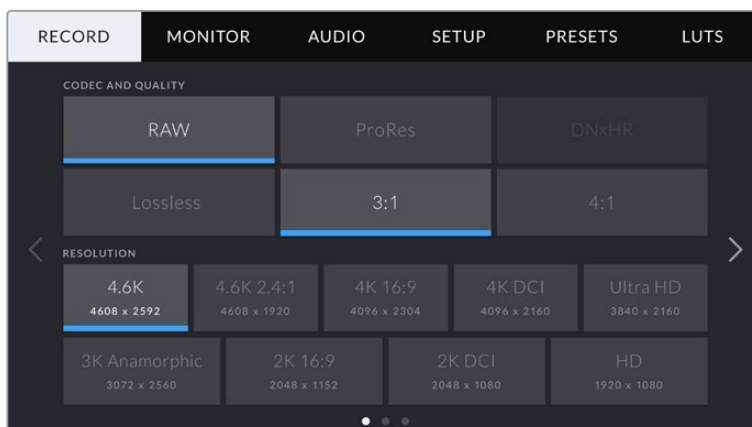 RECORD MONITOR AUDIO SETUP PRESETS LUTS
CODEC AND QUALITY
RAW ProRes DNxHR
Lossless 3:1 4:1
RESOLUTION
4.6K 4.6K 2.4:1 4K 16:9 4K DCI Ultra HD
4608 x 2592 4608 x 1920 4096 x 2304 4096 x 2160 3840 x 2160
3K Anamorphic 2K 16:9 2K DCI HD
3072 x 2560 2048 x 1152 2048 x 1080 1920 x 1080